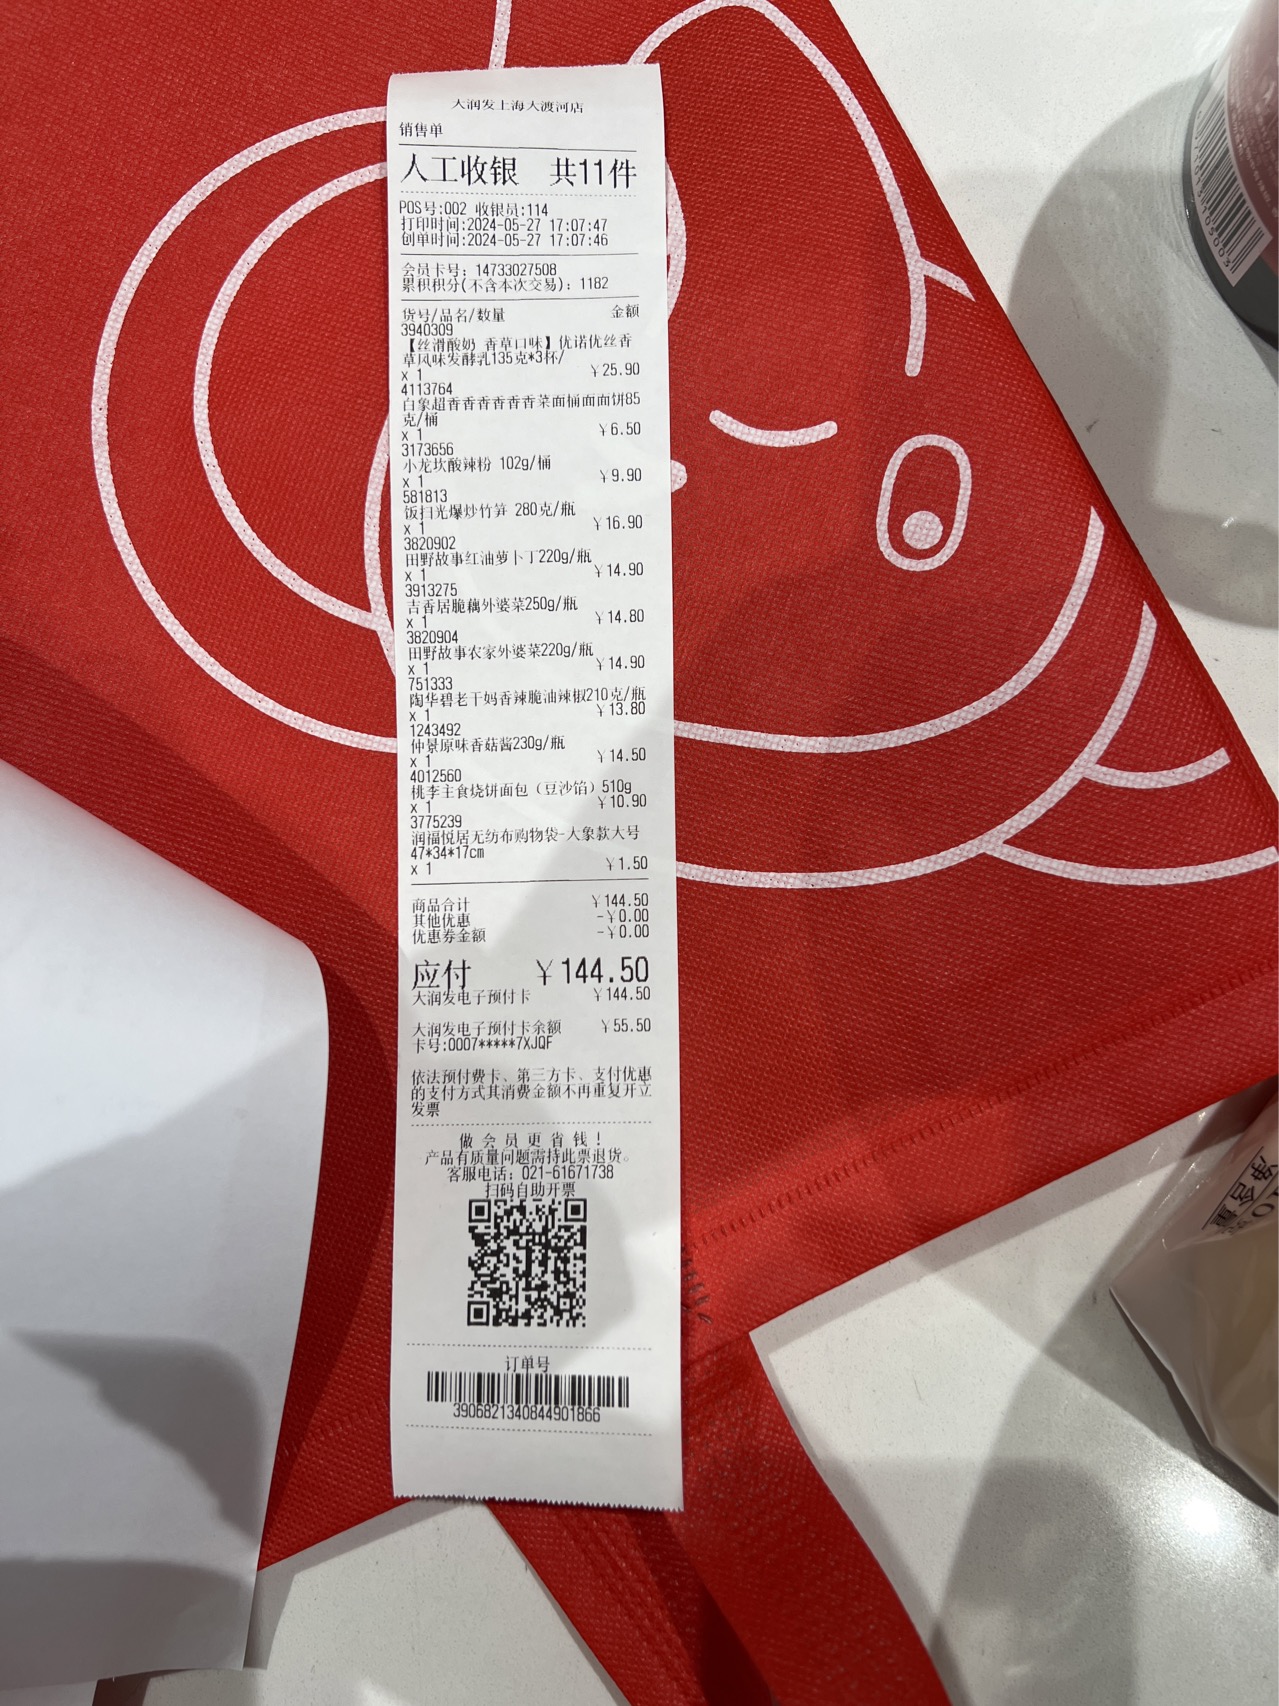 大润发上海大渡河店
销售单
人工收银 共11件
POS号:002 收银员:114
打印时间:2024-05-27 17:07:47
创单时间:2024-05-27 17:07:46
会员卡号: 14733027508
累积积分(不含本次交易): 1182
货号/品名/数量 金额
3940309
【丝滑酸奶 香草口味】优诺优丝香
草风味发酵乳135克*3杯/
x 1 ￥25.90
4113764
白象超香香香香香香菜面桶面面饼85
克/桶
x 1 ￥6.50
3173656
小龙坎酸辣粉 102g/桶
x 1 ￥9.90
581813
饭扫光爆炒竹笋 280克/瓶
x 1 ￥16.90
3820902
田野故事红油萝卜丁220g/瓶
x 1 ￥14.90
3913275
吉香居脆藕外婆菜250g/瓶
x 1 ￥14.80
3820904
田野故事农家外婆菜220g/瓶
x 1 ￥14.90
751333
陶华碧老干妈香辣脆油辣椒210克/瓶
x 1 ￥13.80
1243492
仲景原味香菇酱230g/瓶
x 1 ￥14.50
4012560
桃李主食烧饼面包（豆沙馅）510g
x 1 ￥10.90
3775239
润福悦居无纺布购物袋-大象款大号
47*34*17cm
x 1 ￥1.50
商品合计 ￥144.50
其他优惠 -￥0.00
优惠券金额 -￥0.00
应付 ￥144.50
大润发电子预付卡 ￥144.50
大润发电子预付卡余额 ￥55.50
卡号:0007*****7XJQF
依法预付费卡、第三方卡、支付优惠
的支付方式其消费金额不再重复开立
发票
做会员更省钱!
产品有质量问题需持此票退货。
客服电话: 021-61671738
扫码自助开票
订单号
3906821340844901866
净含量